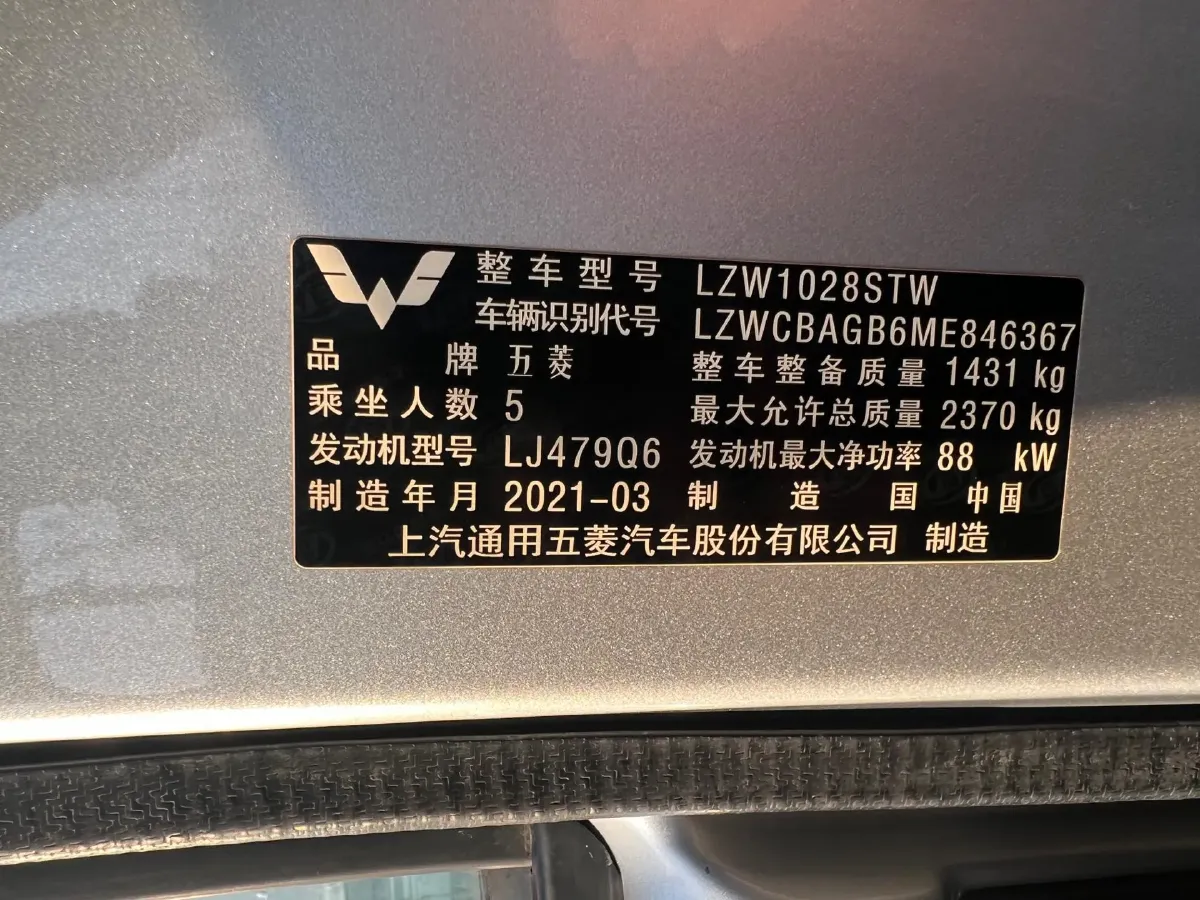 整车型号 LZW1028STW
车辆识别代号 LZWCBAGB6ME846367
品牌 五菱 整车整备质量 1431 kg
乘坐人数 5 最大允许总质量 2370 kg
发动机型号 LJ479Q6 发动机最大净功率 88 kW
制造年月 2021-03 制造国 中国
上汽通用五菱汽车股份有限公司 制造